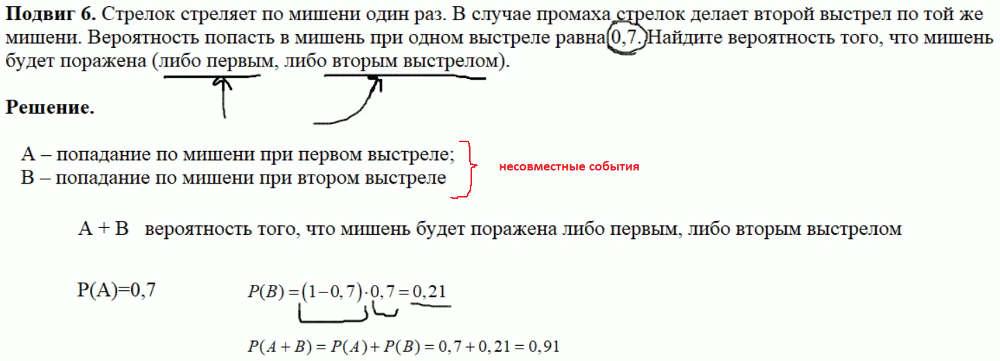 Подвиг 6. Стрелок стреляет по мишени один раз. В случае промаха стрелок делает второй выстрел по той же
мишени. Вероятность попасть в мишень при одном выстреле равна 0,7. Найдите вероятность того, что мишень
будет поражена (либо первым, либо вторым выстрелом).
Решение.
А – попадание по мишени при первом выстреле;
В – попадание по мишени при втором выстреле
несовместные события
А + В вероятность того, что мишень будет поражена либо первым, либо вторым выстрелом
Р(А)=0,7 P(B) = (1−0,7)·0,7 = 0,21
P(A + B) = P(A) + P(B) = 0,7 + 0,21 = 0,91